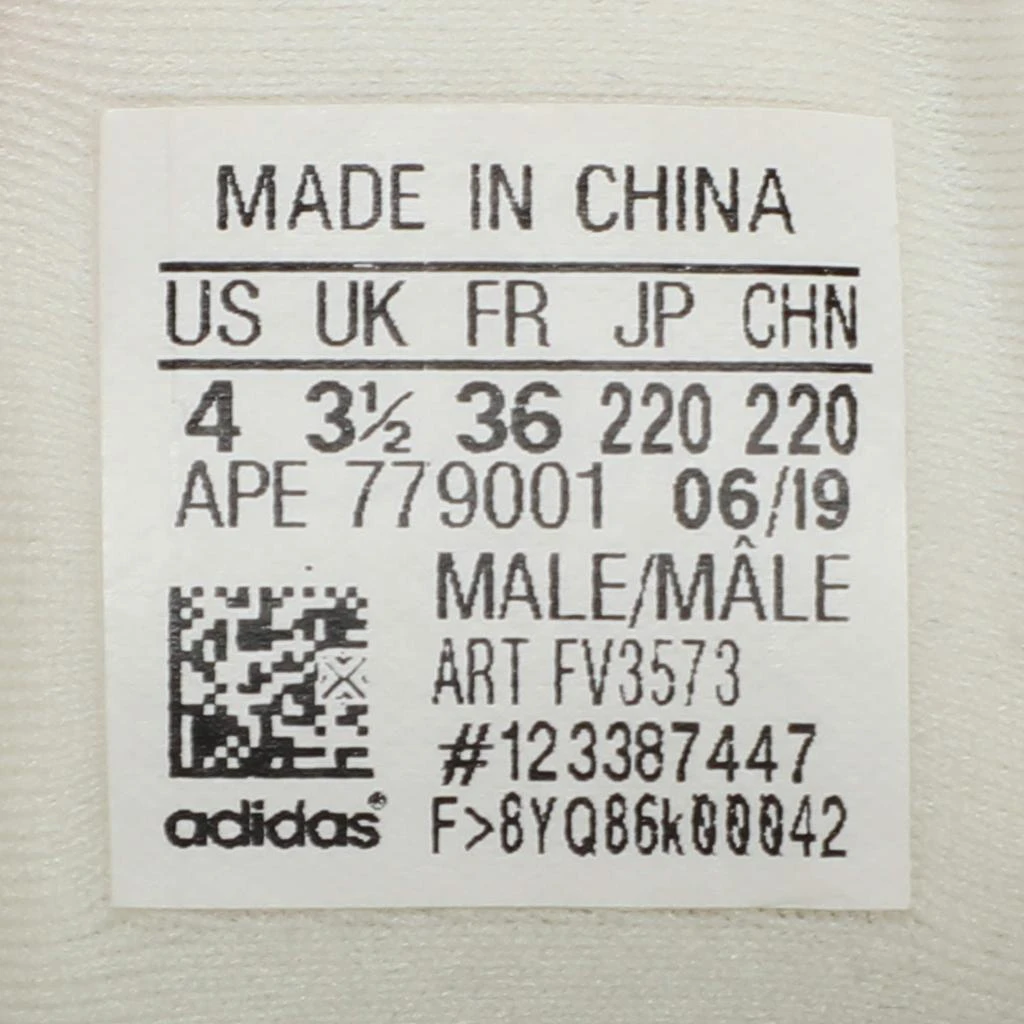 MADE IN CHINA
US UK FR JP CHN
4 3½ 36 220 220
APE 779001 06/19
MALE/MÂLE
ART FV3573
#123387447
adidas® F>8YQ86k00042